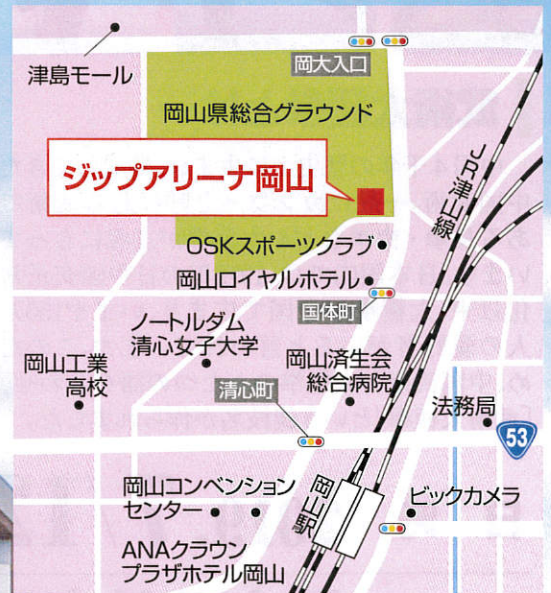 津島モール
岡大入口
岡山県総合グラウンド
ジップアリーナ岡山
JR津山線
OSKスポーツクラブ
岡山ロイヤルホテル
国体町
ノートルダム
清心女子大学
岡山工業
高校
岡山済生会
総合病院
清心町
法務局
53
岡山コンベンション
センター
岡山駅
ビックカメラ
ANAクラウン
プラザホテル岡山